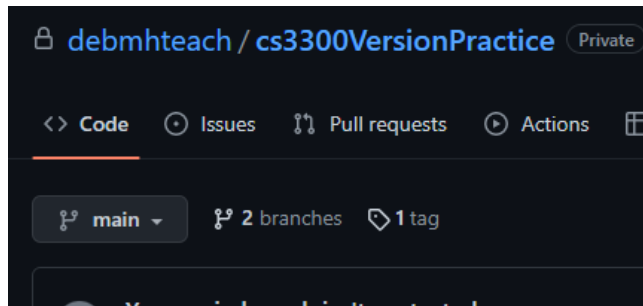 debmhteach / cs3300VersionPractice Private
<> Code Issues Pull requests Actions
main 2 branches 1 tag